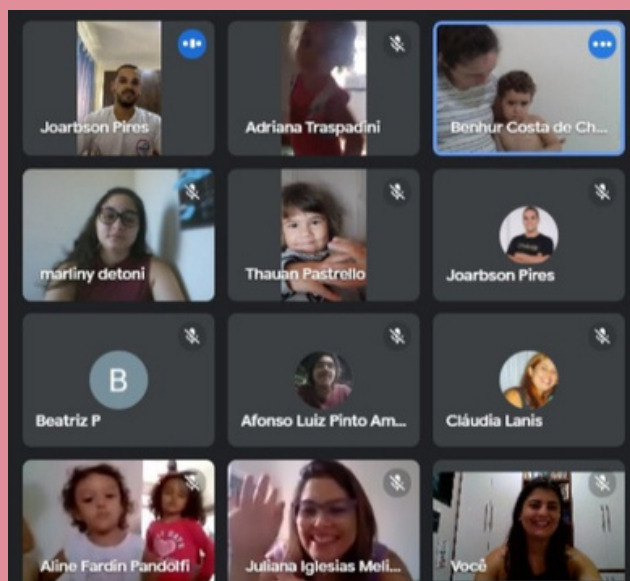 Joarbson Pires
Adriana Traspadini
Benhur Costa de Ch...
marliny detoni
Thauan Pastrello
Joarbson Pires
B
Beatriz P
Afonso Luiz Pinto Am...
Cláudia Lanis
Aline Fardin Pandolfi
Juliana Iglesias Meli...
Você